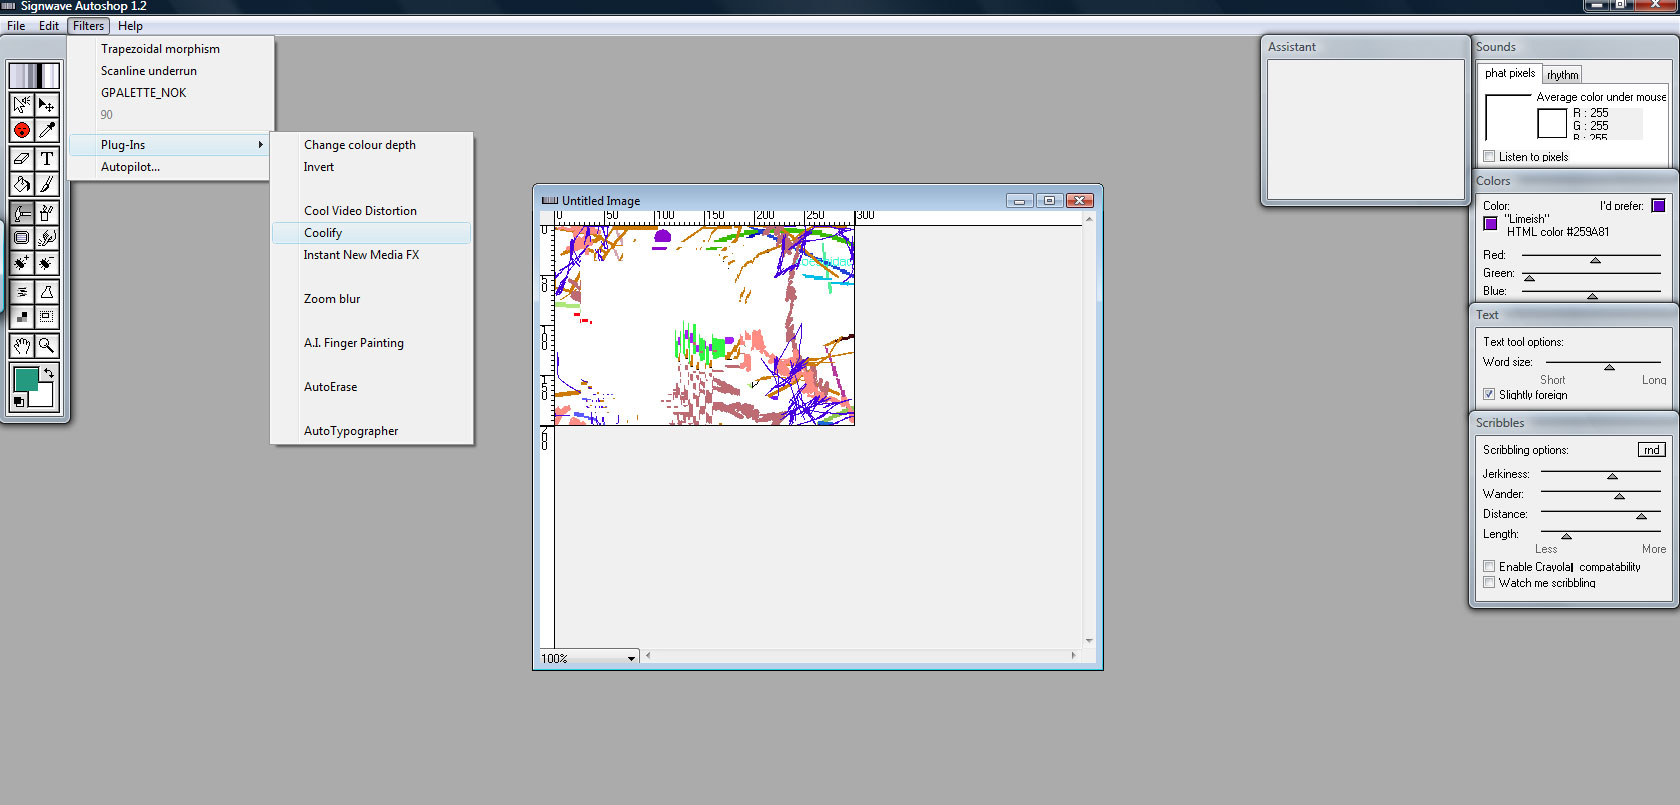 Signwave Autoshop 1.2
File Edit Filters Help
Trapezoidal morphism
Scanline underrun
GPALETTE_NOK
90
Plug-Ins
Autopilot...
Change colour depth
Invert
Cool Video Distortion
Coolify
Instant New Media FX
Zoom blur
A.I. Finger Painting
AutoErase
AutoTypographer
T
Untitled Image
0 50 100 150 200 250 300
0
50
100
150
200
100%
Assistant
Sounds
phat pixels rhythm
Average color under mouse
R : 255
G : 255
B : 255
Listen to pixels
Colors
Color: I'd prefer:
"Limeish"
HTML color #259A81
Red:
Green:
Blue:
Text
Text tool options:
Word size:
Short Long
Slightly foreign
Scribbles
Scribbling options: rnd
Jerkiness:
Wander:
Distance:
Length:
Less More
Enable Crayola| compatability
Watch me scribbling